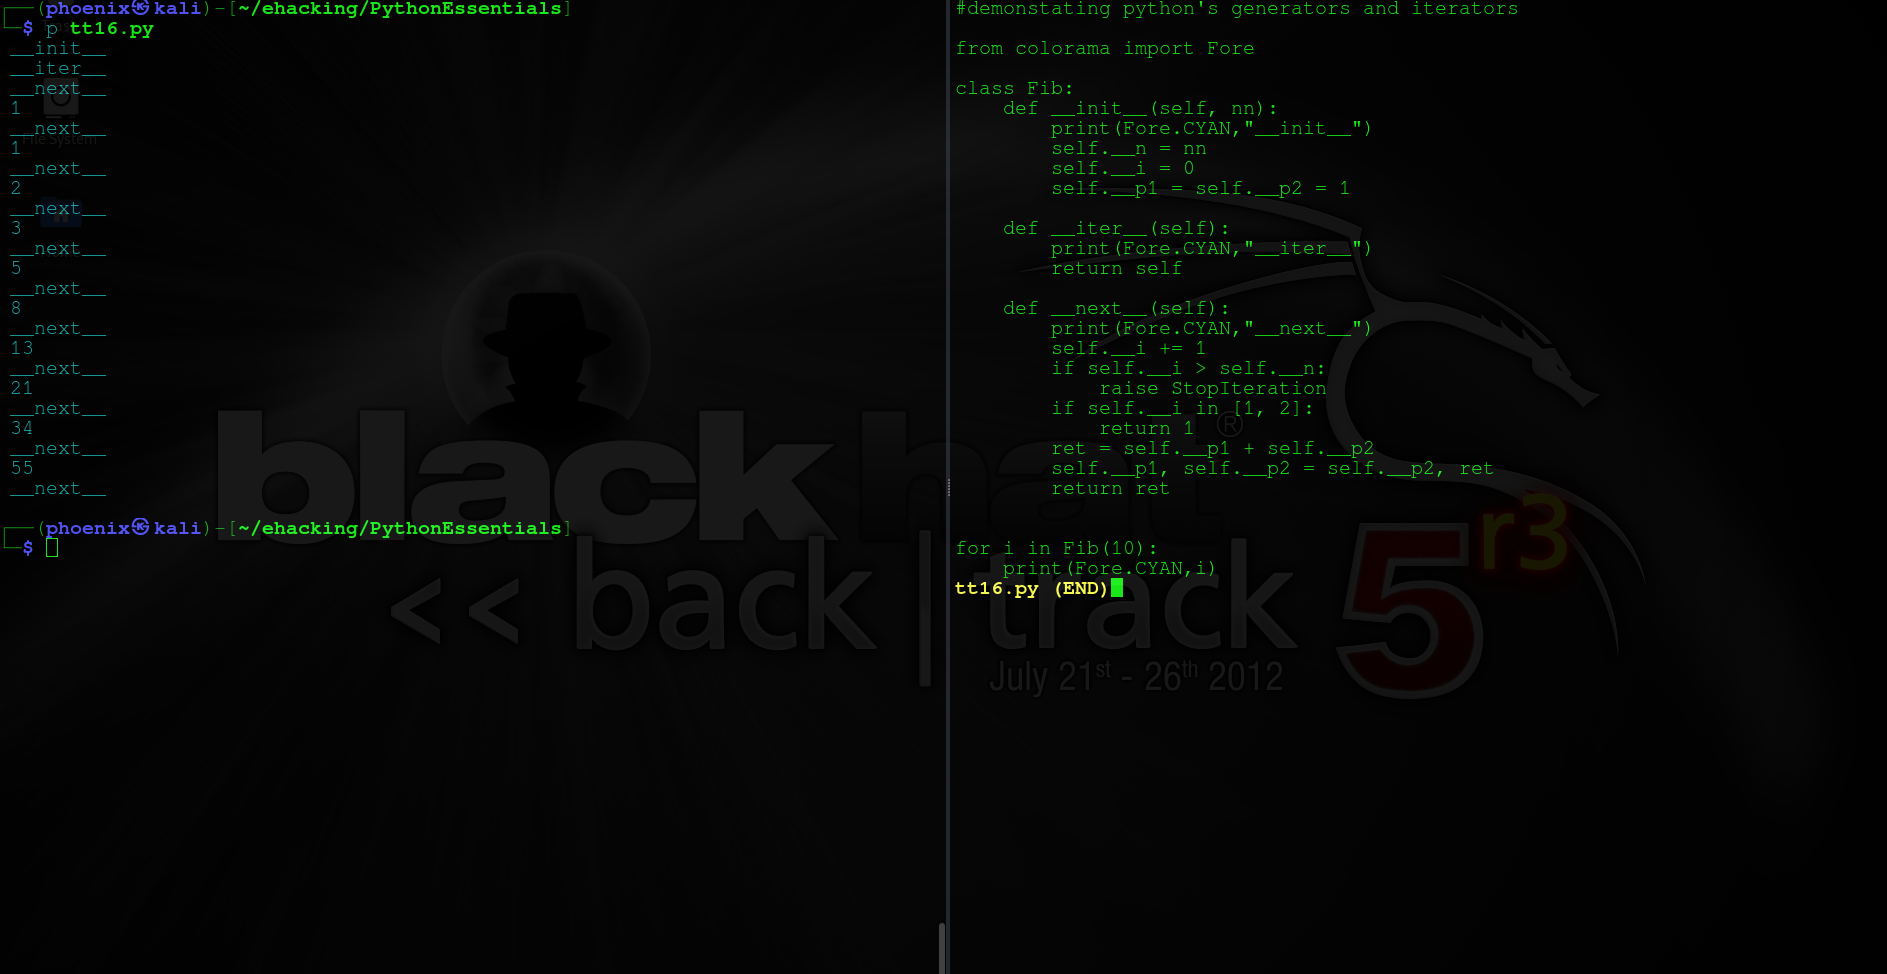 ┌──(phoenix㉿kali)-[~/ehacking/PythonEssentials]
└─$ p tt16.py
__init__
__iter__
__next__
1
__next__
1
__next__
2
__next__
3
__next__
5
__next__
8
__next__
13
__next__
21
__next__
34
__next__
55
__next__
┌──(phoenix㉿kali)-[~/ehacking/PythonEssentials]
└─$
File System
#demonstating python's generators and iterators
from colorama import Fore
class Fib:
    def __init__(self, nn):
        print(Fore.CYAN,"__init__")
        self.__n = nn
        self.__i = 0
        self.__p1 = self.__p2 = 1
    def __iter__(self):
        print(Fore.CYAN,"__iter__")
        return self
    def __next__(self):
        print(Fore.CYAN,"__next__")
        self.__i += 1
        if self.__i > self.__n:
            raise StopIteration
        if self.__i in [1, 2]:
            return 1
        ret = self.__p1 + self.__p2
        self.__p1, self.__p2 = self.__p2, ret
        return ret
for i in Fib(10):
    print(Fore.CYAN,i)
tt16.py (END)
blackhat®
<< back|track 5 r3
July 21st - 26th 2012